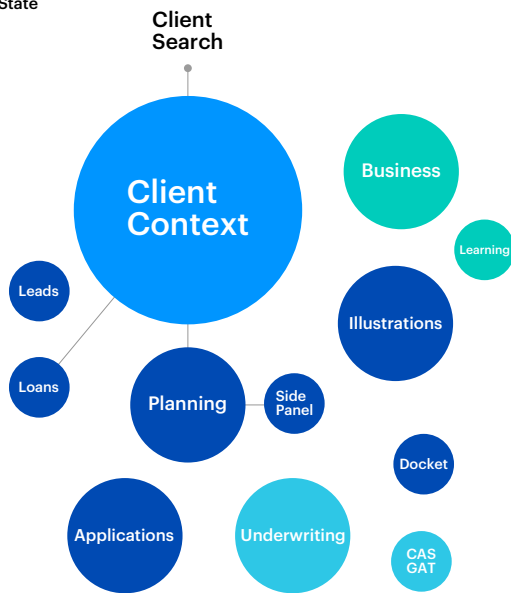 State
Client
Search
Client
Context
Business
Learning
Leads
Illustrations
Loans
Planning
Side
Panel
Docket
Applications
Underwriting
CAS
GAT